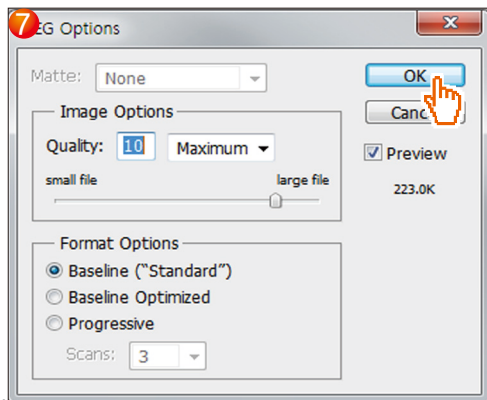 7
EG Options
Matte: None
OK
Image Options
Canc
Quality: 10 Maximum
Preview
small file large file
223.0K
Format Options
Baseline ("Standard")
Baseline Optimized
Progressive
Scans: 3